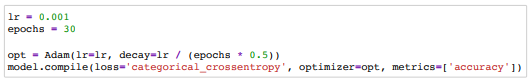 lr = 0.001
epochs = 30
opt = Adam(lr=lr, decay=lr / (epochs * 0.5))
model.compile(loss='categorical_crossentropy', optimizer=opt, metrics=['accuracy'])